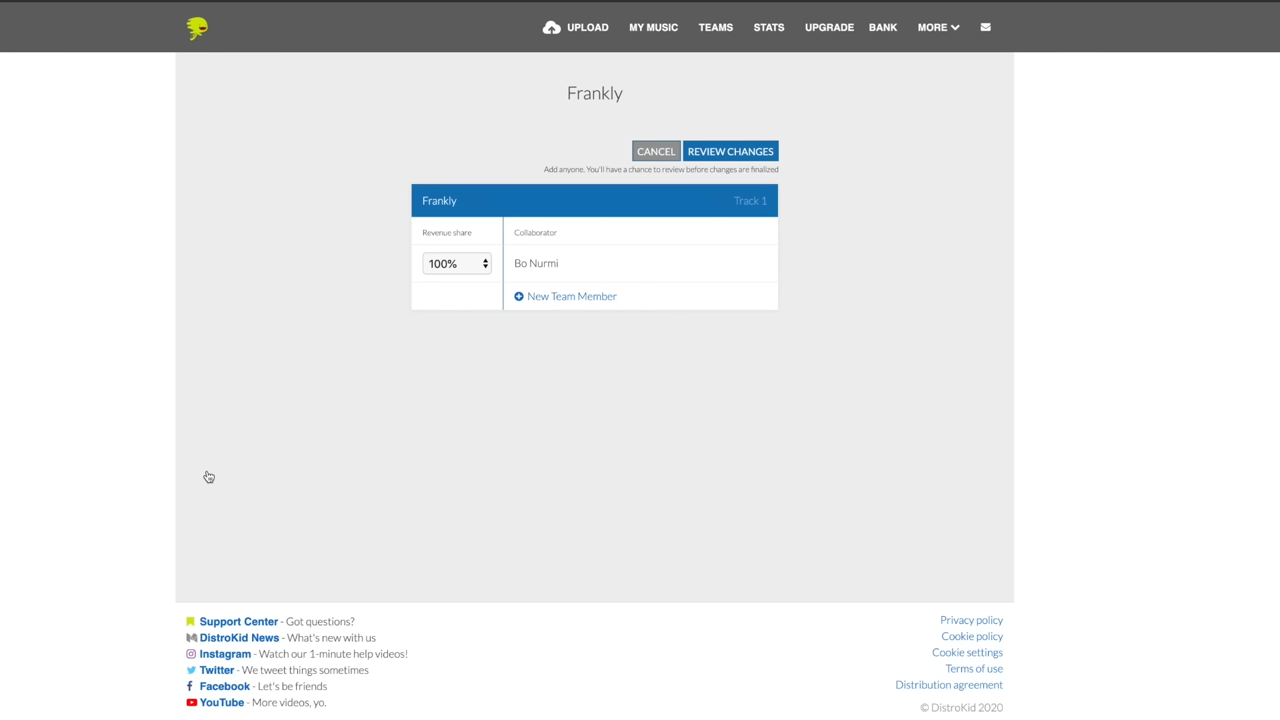 UPLOAD MY MUSIC TEAMS STATS UPGRADE BANK MORE
Frankly
CANCEL REVIEW CHANGES
Add anyone. You'll have a chance to review before changes are finalized
Frankly Track 1
Revenue share Collaborator
100% Bo Nurmi
New Team Member
Support Center - Got questions?
DistroKid News - What's new with us
Instagram - Watch our 1-minute help videos!
Twitter - We tweet things sometimes
Facebook - Let's be friends
YouTube - More videos, yo.
Privacy policy
Cookie policy
Cookie settings
Terms of use
Distribution agreement
© DistroKid 2020